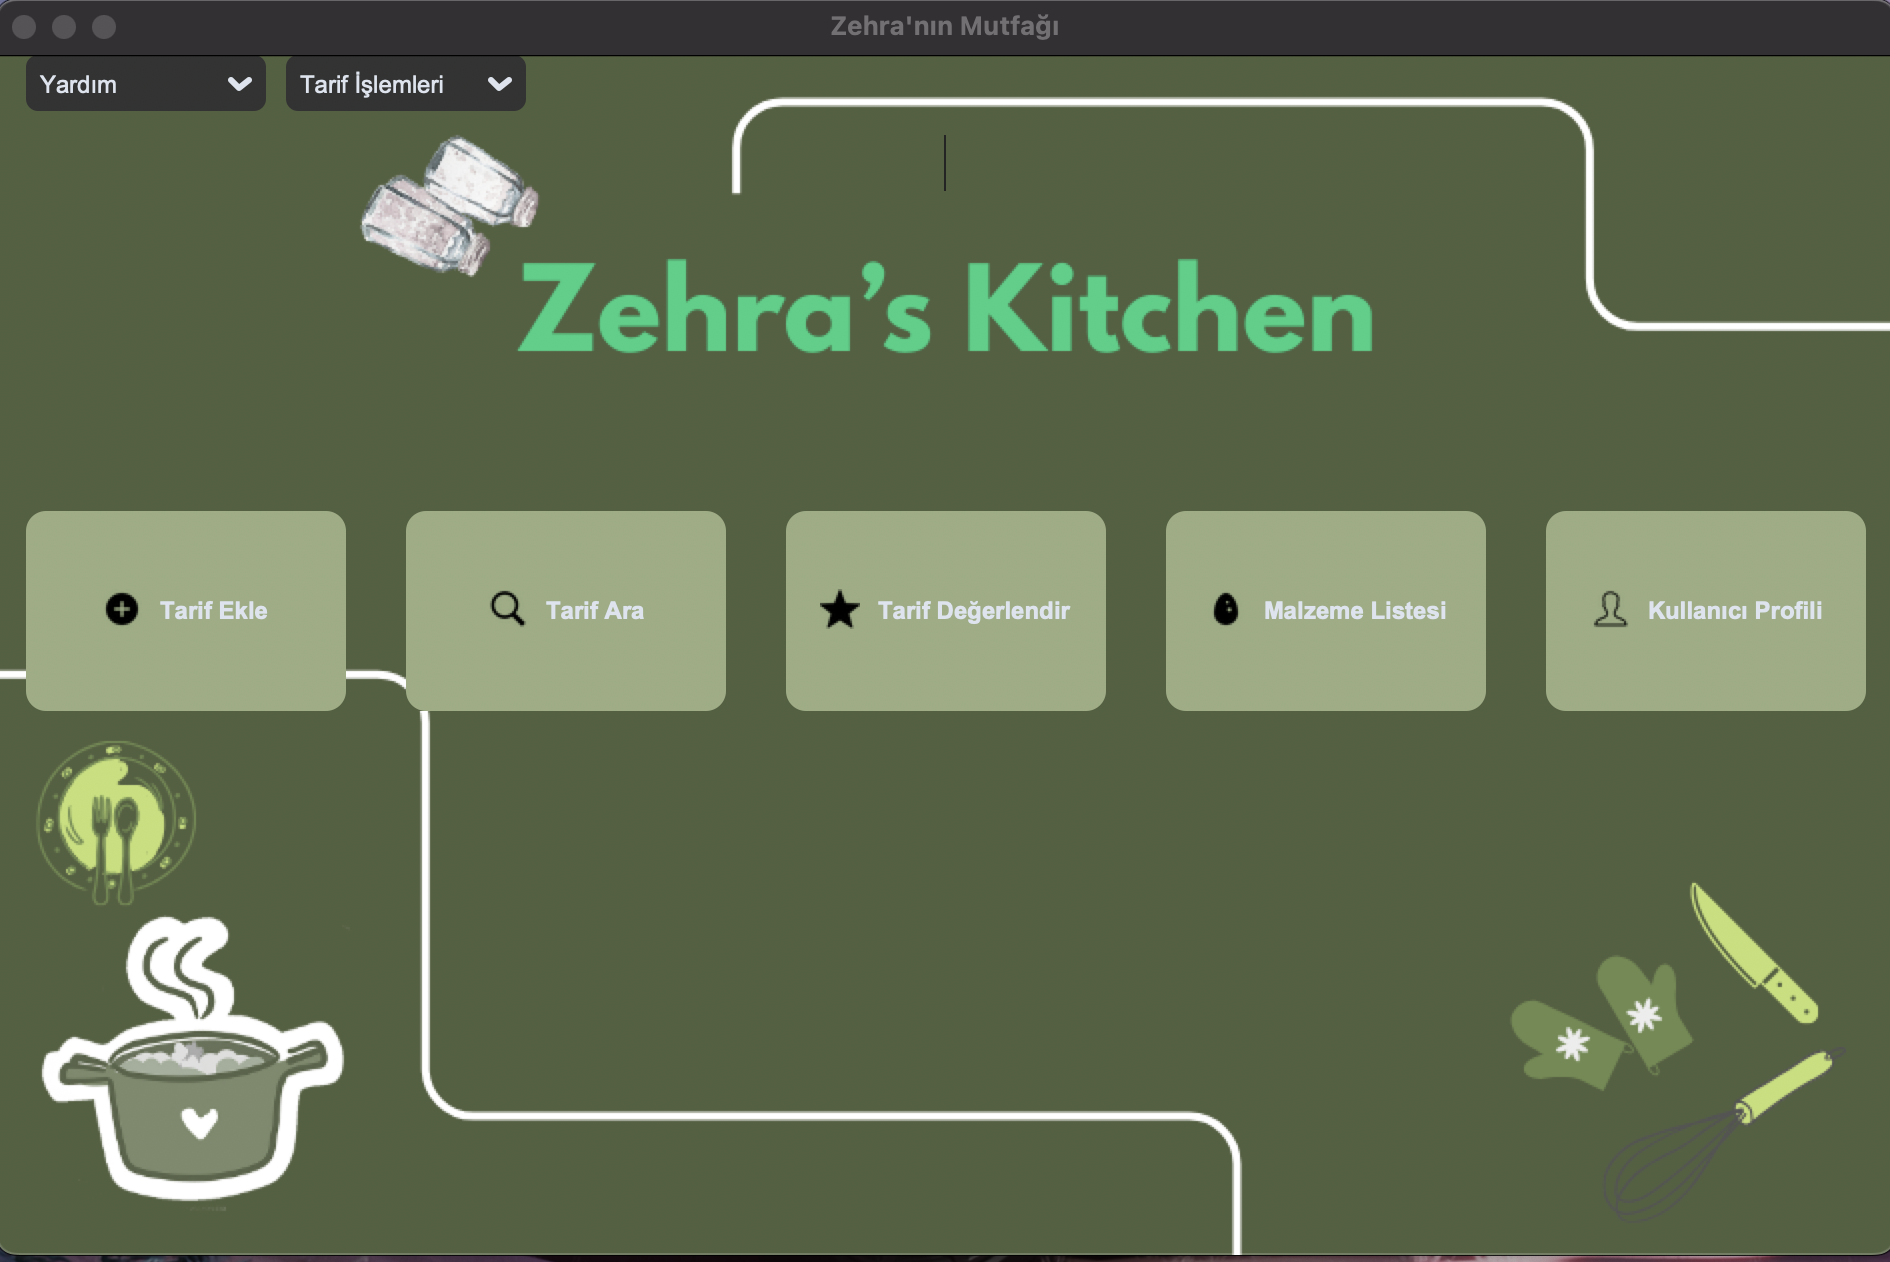 Zehra'nın Mutfağı
Yardım
Tarif İşlemleri
Zehra’s Kitchen
Tarif Ekle
Tarif Ara
Tarif Değerlendir
Malzeme Listesi
Kullanıcı Profili